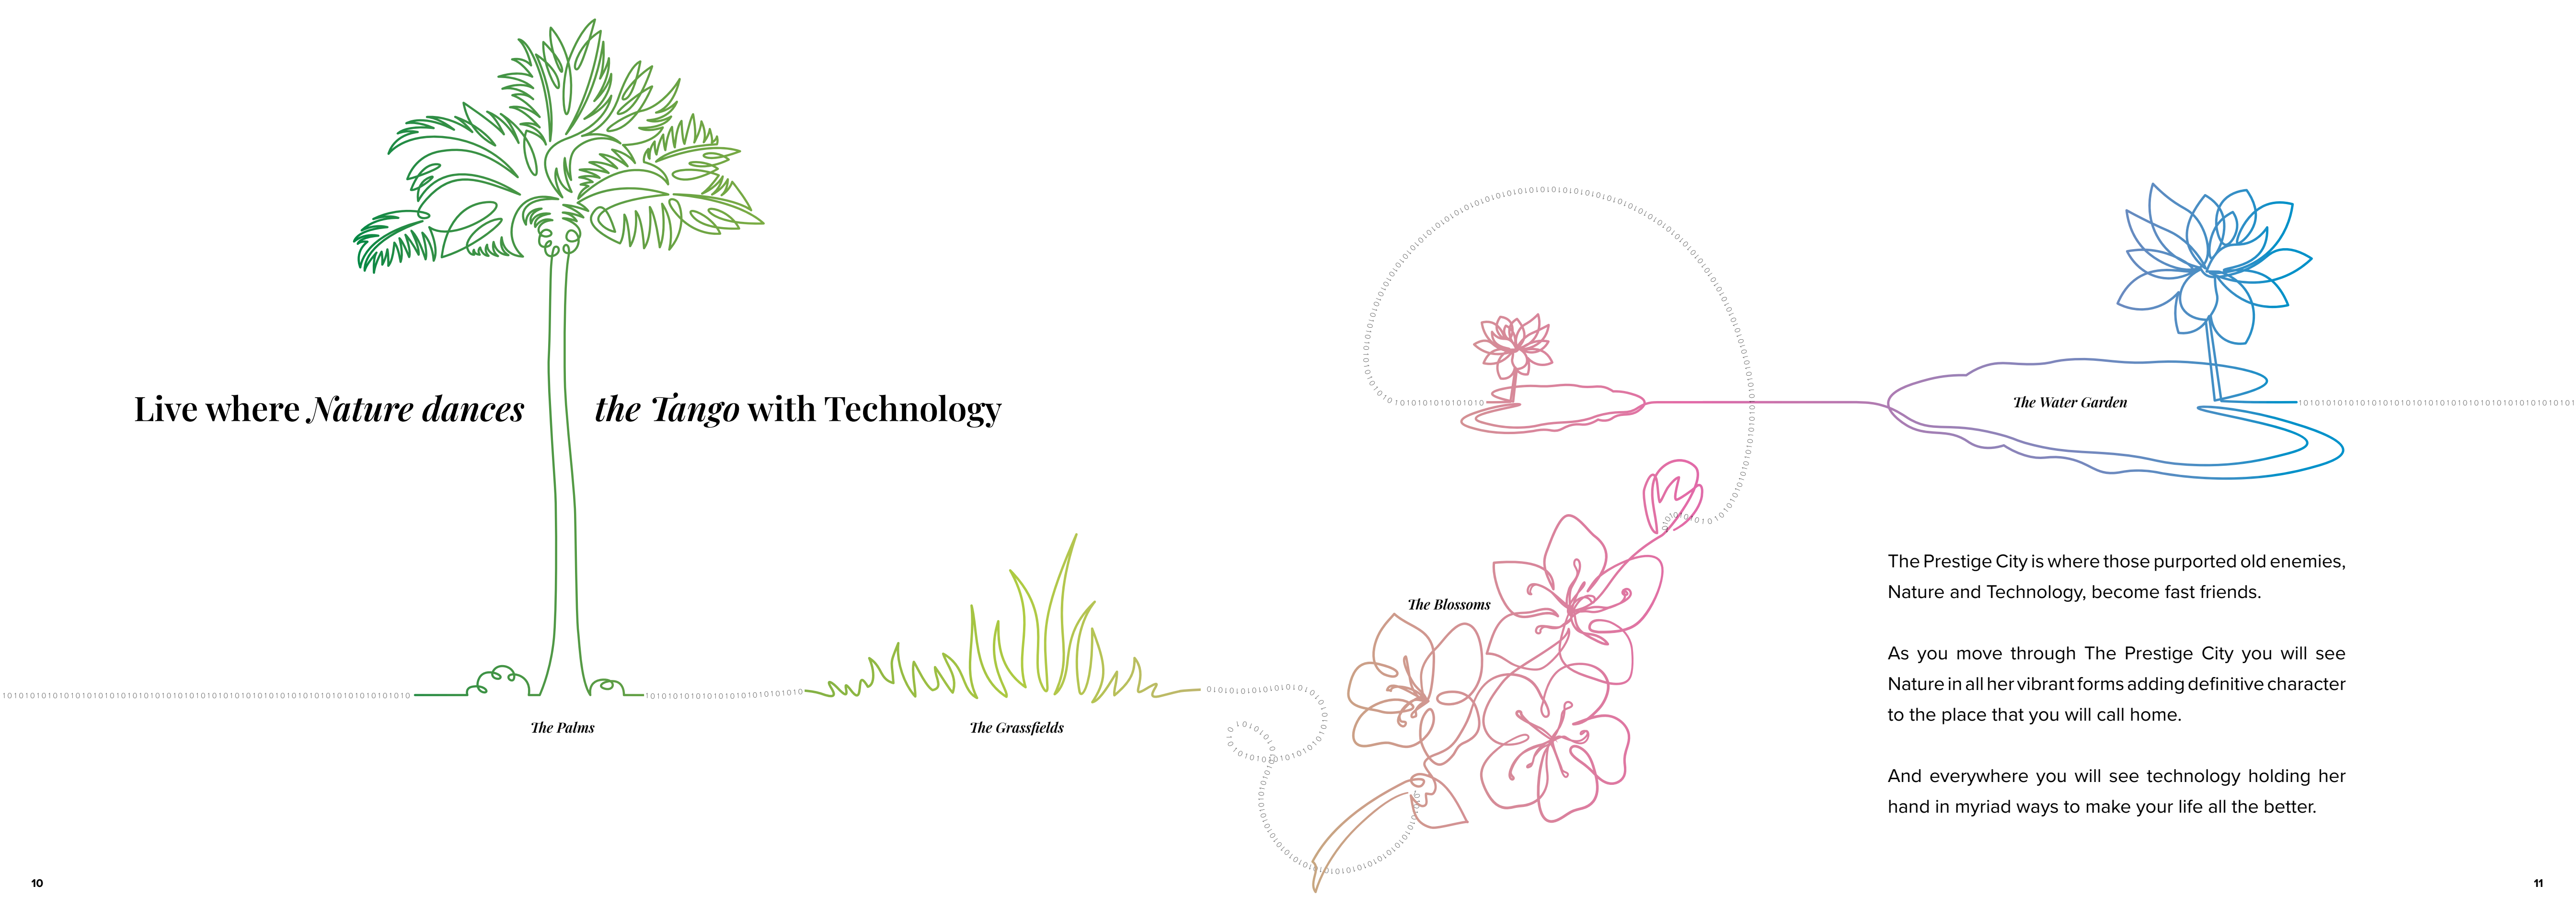 Live where Nature dances the Tango with Technology
The Palms
The Grassfields
The Blossoms
The Water Garden
The Prestige City is where those purported old enemies,
Nature and Technology, become fast friends.
As you move through The Prestige City you will see
Nature in all her vibrant forms adding definitive character
to the place that you will call home.
And everywhere you will see technology holding her
hand in myriad ways to make your life all the better.
10
11